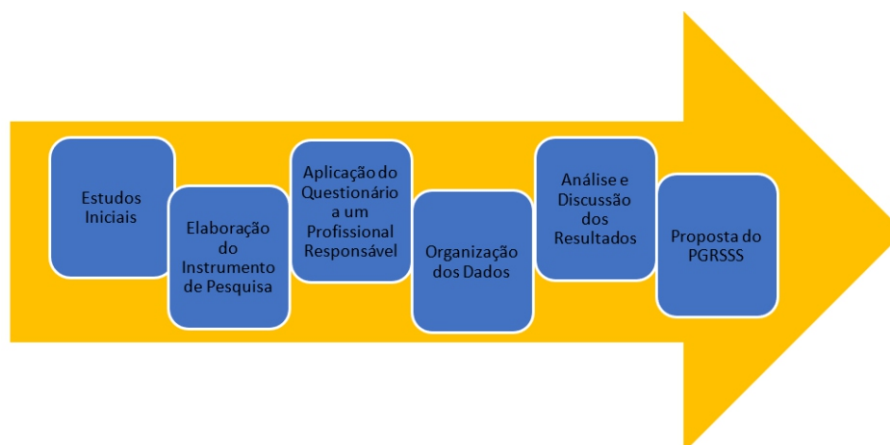 Estudos
Iniciais
Elaboração
do
Instrumento
de Pesquisa
Aplicação do
Questionário
a um
Profissional
Responsável
Organização
dos Dados
Análise e
Discussão
dos
Resultados
Proposta do
PGRSSS